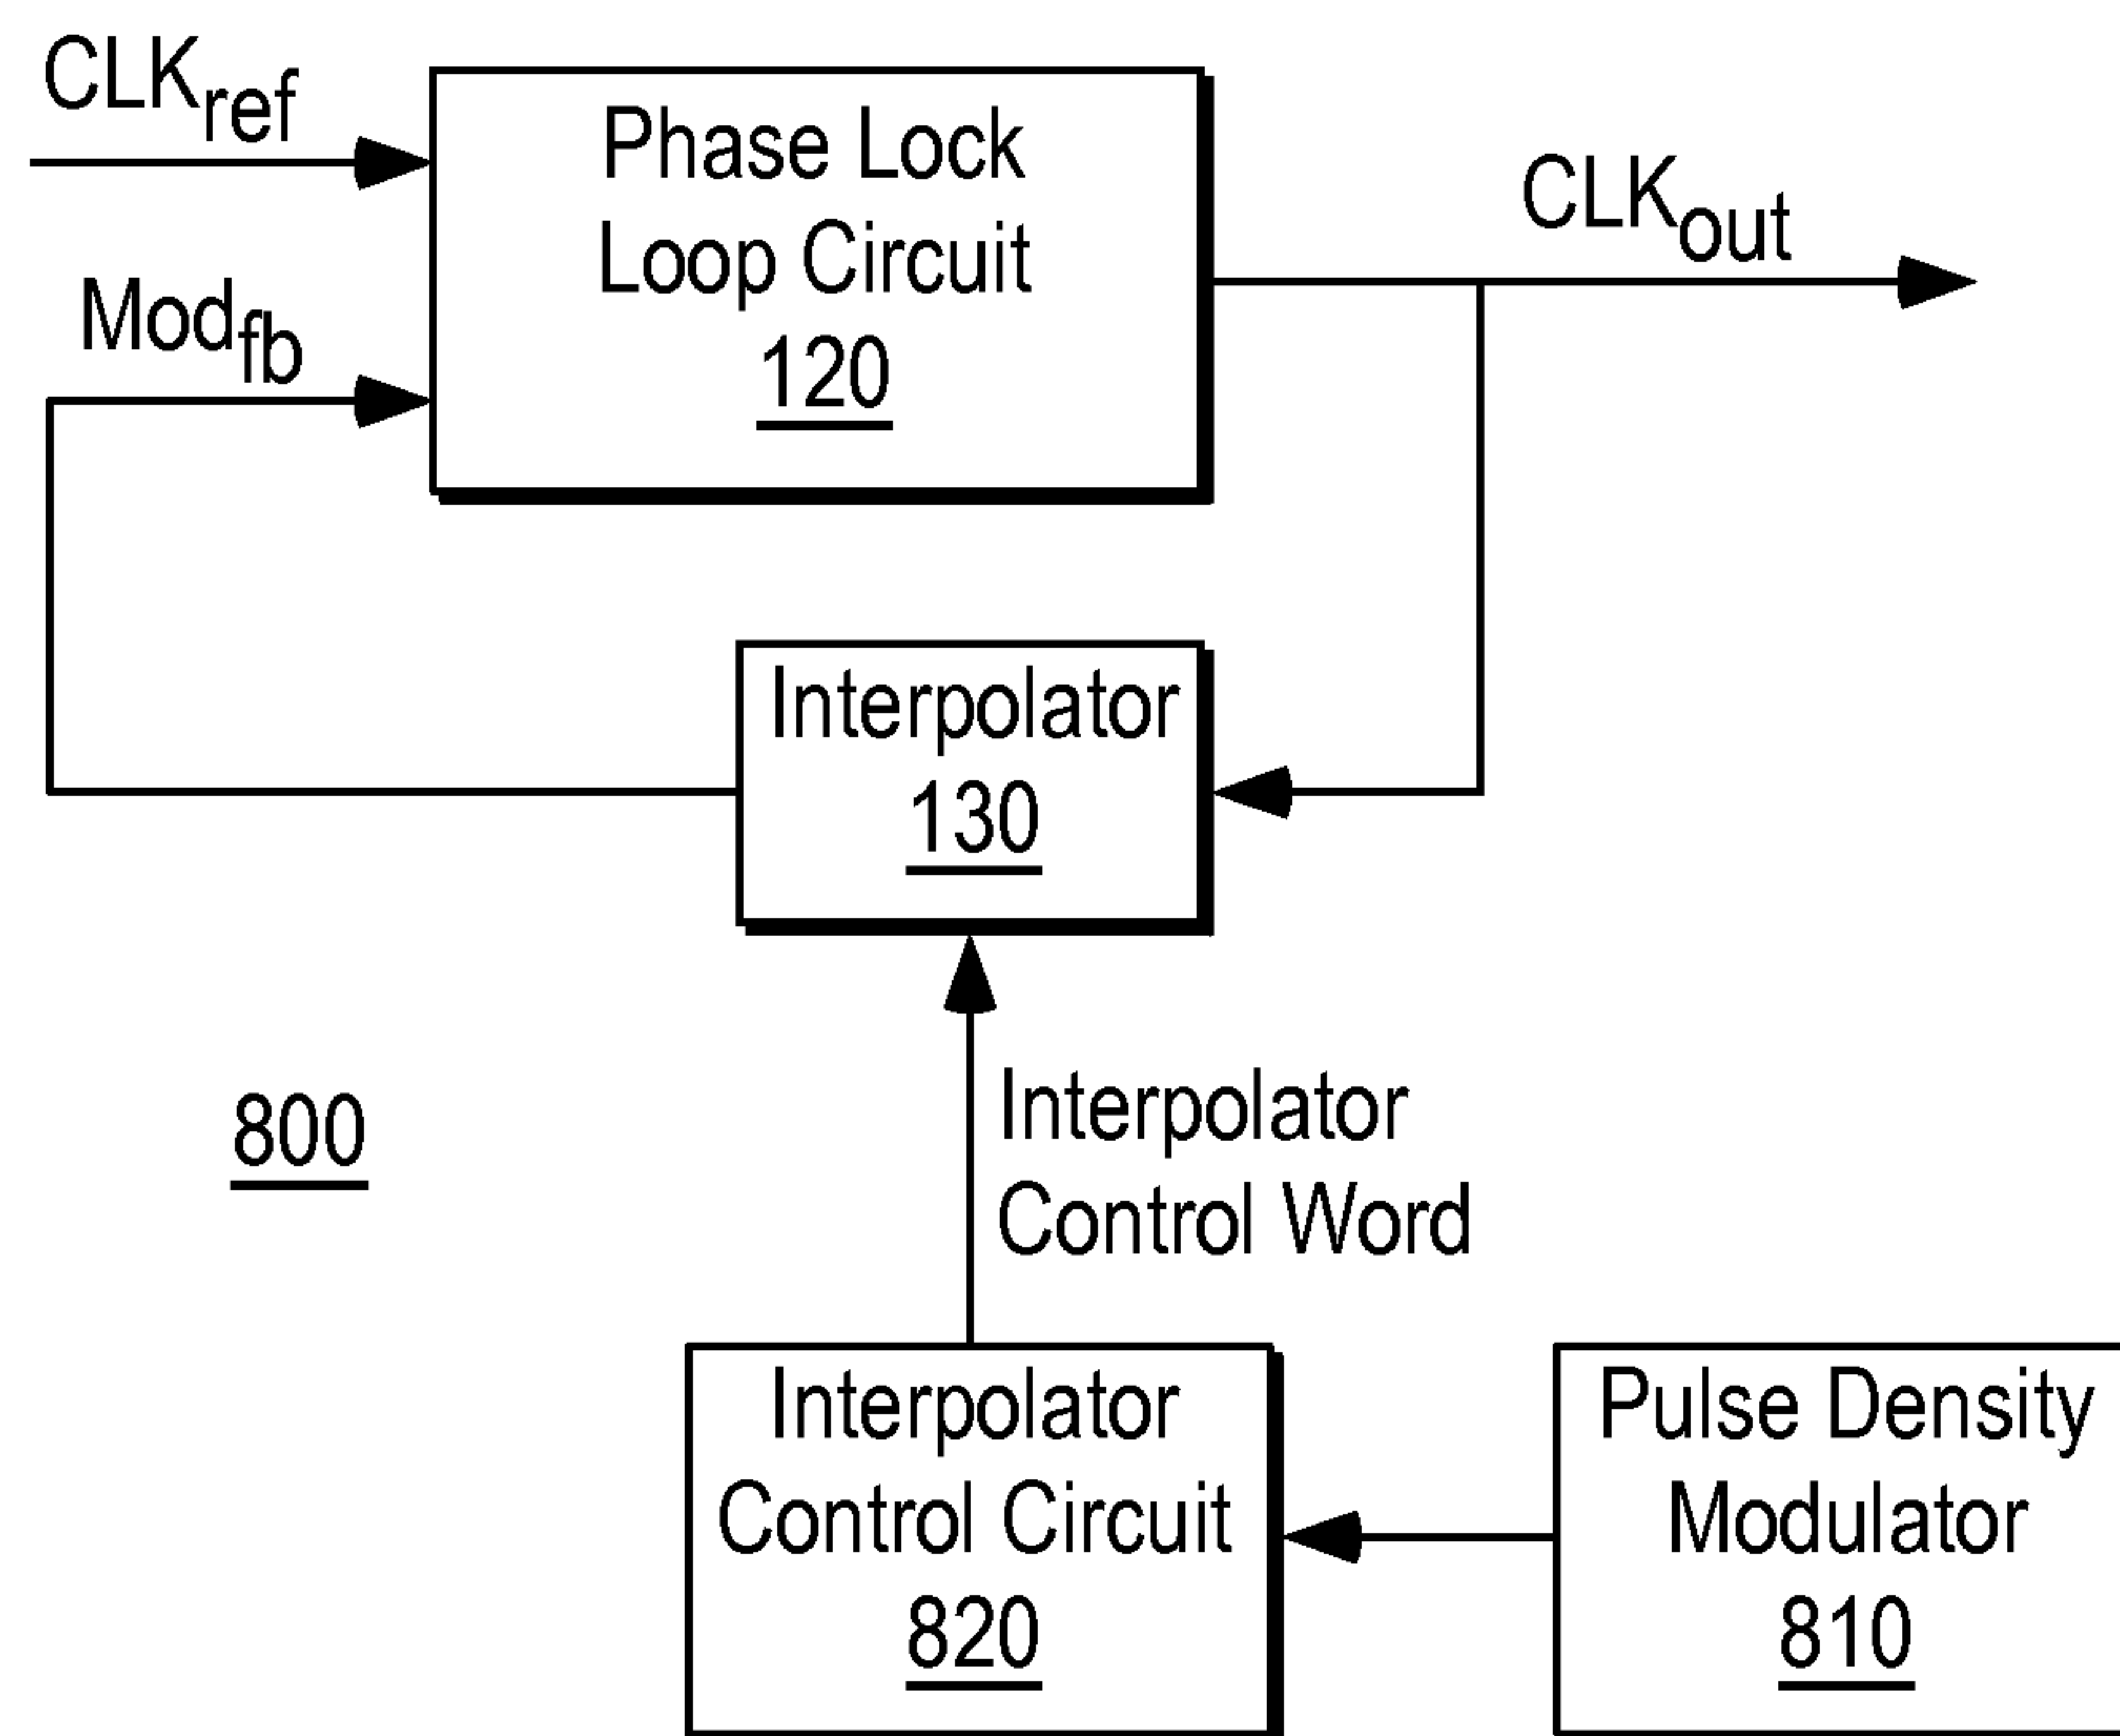 CLKref
Phase Lock
Loop Circuit
120
CLKout
Modfb
Interpolator
130
800
Interpolator
Control Word
Interpolator
Control Circuit
820
Pulse Density
Modulator
810